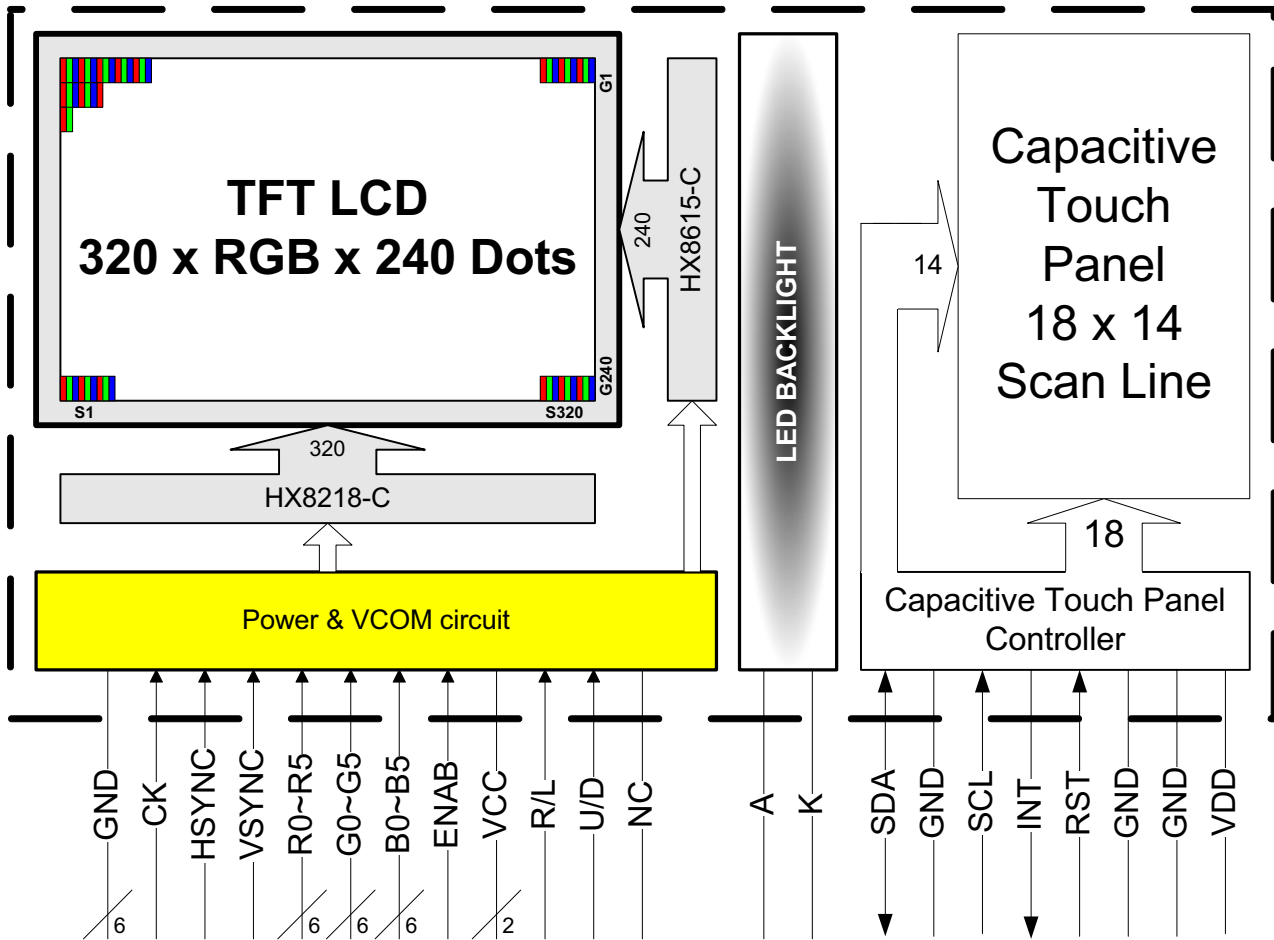 TFT LCD
320 x RGB x 240 Dots
G1
G240
S1
S320
240
HX8615-C
320
HX8218-C
Power & VCOM circuit
LED BACKLIGHT
Capacitive
Touch
Panel
18 x 14
Scan Line
14
18
Capacitive Touch Panel
Controller
GND
CK
HSYNC
VSYNC
R0~R5
G0~G5
B0~B5
ENAB
VCC
R/L
U/D
NC
A
K
SDA
GND
SCL
INT
RST
GND
GND
VDD
6
6
6
6
2